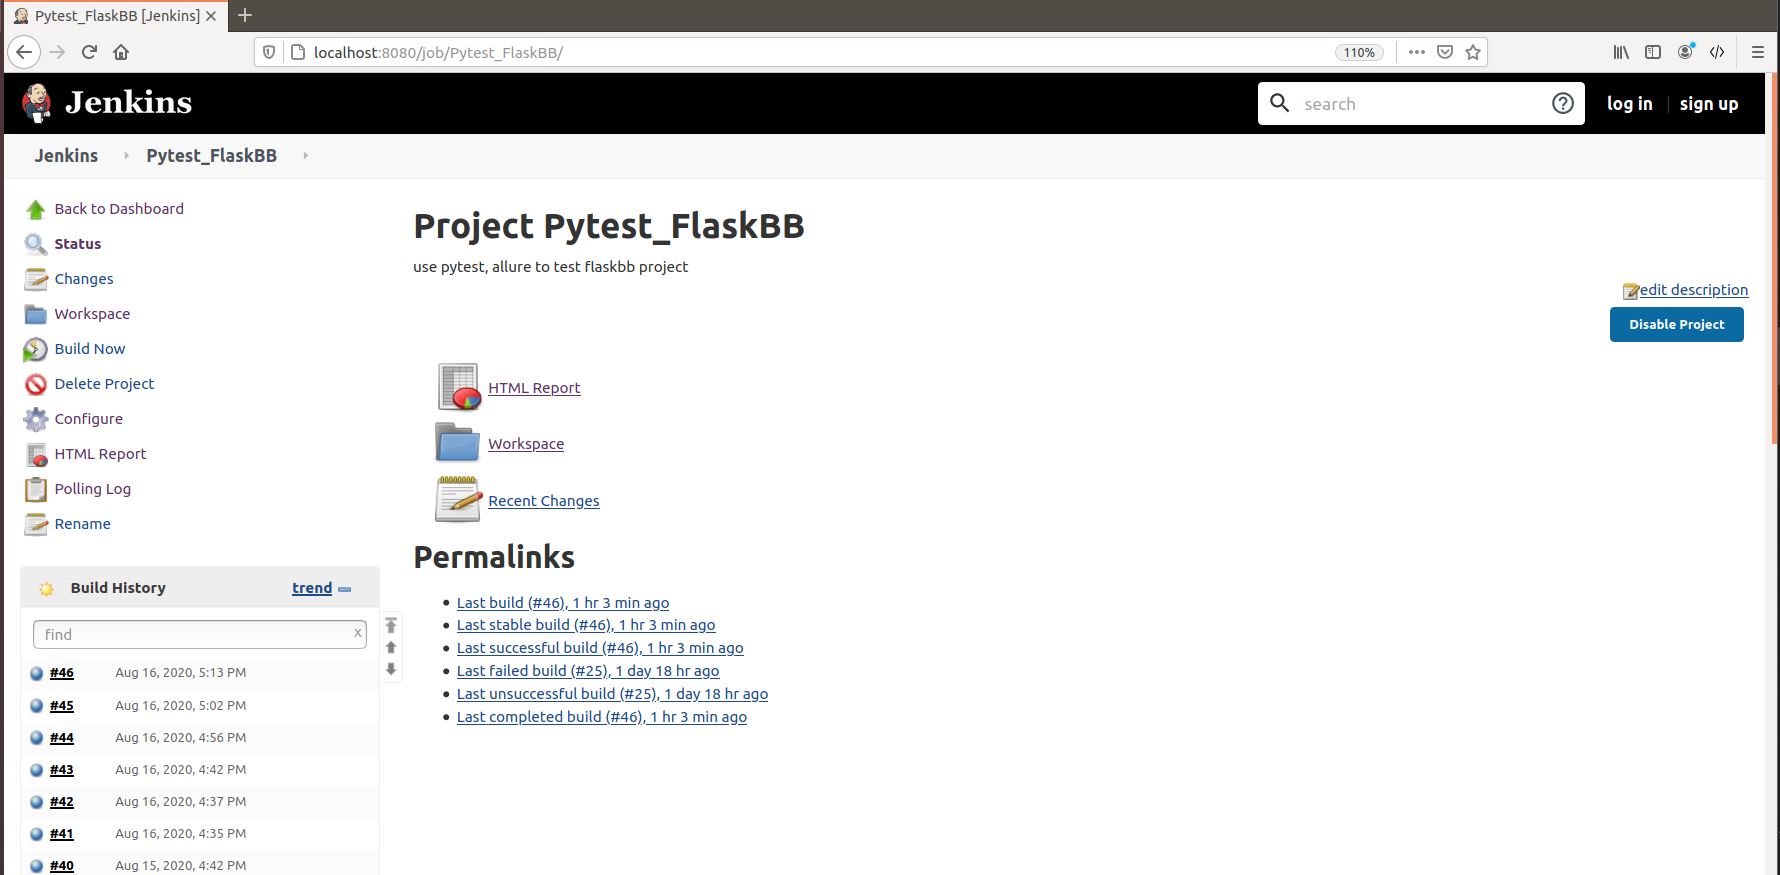 Pytest_FlaskBB [Jenkins]
localhost:8080/job/Pytest_FlaskBB/
110%
Jenkins
search
log in
sign up
Jenkins
Pytest_FlaskBB
Back to Dashboard
Status
Changes
Workspace
Build Now
Delete Project
Configure
HTML Report
Polling Log
Rename
Build History
trend
find
x
#46 Aug 16, 2020, 5:13 PM
#45 Aug 16, 2020, 5:02 PM
#44 Aug 16, 2020, 4:56 PM
#43 Aug 16, 2020, 4:42 PM
#42 Aug 16, 2020, 4:37 PM
#41 Aug 16, 2020, 4:35 PM
#40 Aug 15, 2020, 4:42 PM
Project Pytest_FlaskBB
use pytest, allure to test flaskbb project
edit description
Disable Project
HTML Report
Workspace
Recent Changes
Permalinks
Last build (#46), 1 hr 3 min ago
Last stable build (#46), 1 hr 3 min ago
Last successful build (#46), 1 hr 3 min ago
Last failed build (#25), 1 day 18 hr ago
Last unsuccessful build (#25), 1 day 18 hr ago
Last completed build (#46), 1 hr 3 min ago